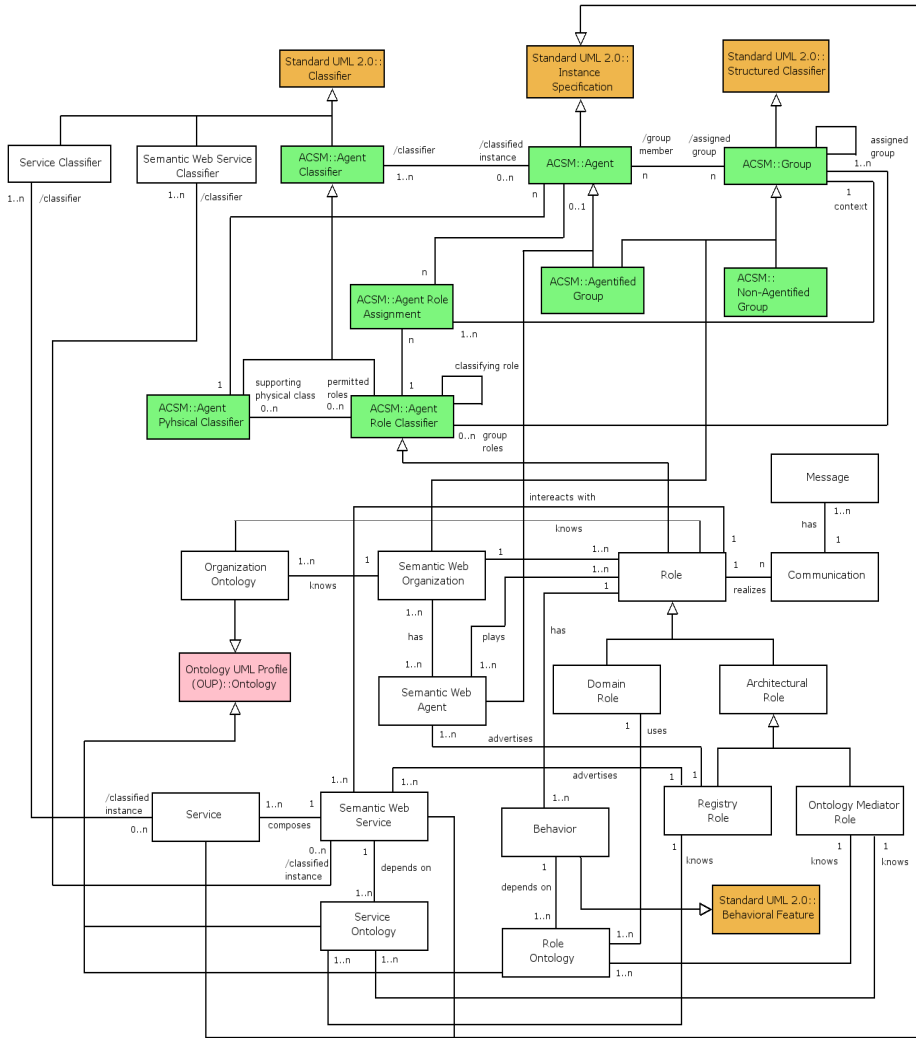 Standard UML 2.0::
Classifier
Standard UML 2.0::
Instance
Specification
Standard UML 2.0::
Structured Classifier
Service Classifier
Semantic Web Service
Classifier
ACSM::Agent
Classifier
/classifier
1..n
/classified
instance
0..n
ACSM::Agent
/group
member
n
/assigned
group
n
ACSM::Group
assigned
group
1..n
1
context
1..n
/classifier
1..n
/classifier
n
0..1
ACSM::Agentified
Group
ACSM::
Non-Agentified
Group
n
ACSM::Agent Role
Assignment
1..n
n
classifying role
1
supporting
physical class
0..n
permitted
roles
0..n
1
ACSM::Agent
Pyhsical Classifier
ACSM::Agent
Role Classifier
0..n
group
roles
Message
intereacts with
1..n
has
knows
1
1
Organization
Ontology
1..n
knows
1
Semantic Web
Organization
1
1..n
1..n
1
Role
1
realizes
n
Communication
1..n
has
plays
has
1..n
1..n
Ontology UML Profile
(OUP)::Ontology
Semantic Web
Agent
Domain
Role
Architectural
Role
1..n
advertises
1
uses
1
1..n
1..n
advertises
1
/classified
instance
0..n
Service
1..n
composes
1
Semantic Web
Service
1..n
Behavior
Registry
Role
Ontology Mediator
Role
0..n
/classified
instance
1
depends on
1..n
1
depends on
1..n
1
knows
1
knows
1
knows
Standard UML 2.0::
Behavioral Feature
Service
Ontology
1..n
1..n
Role
Ontology
1..n
1..n